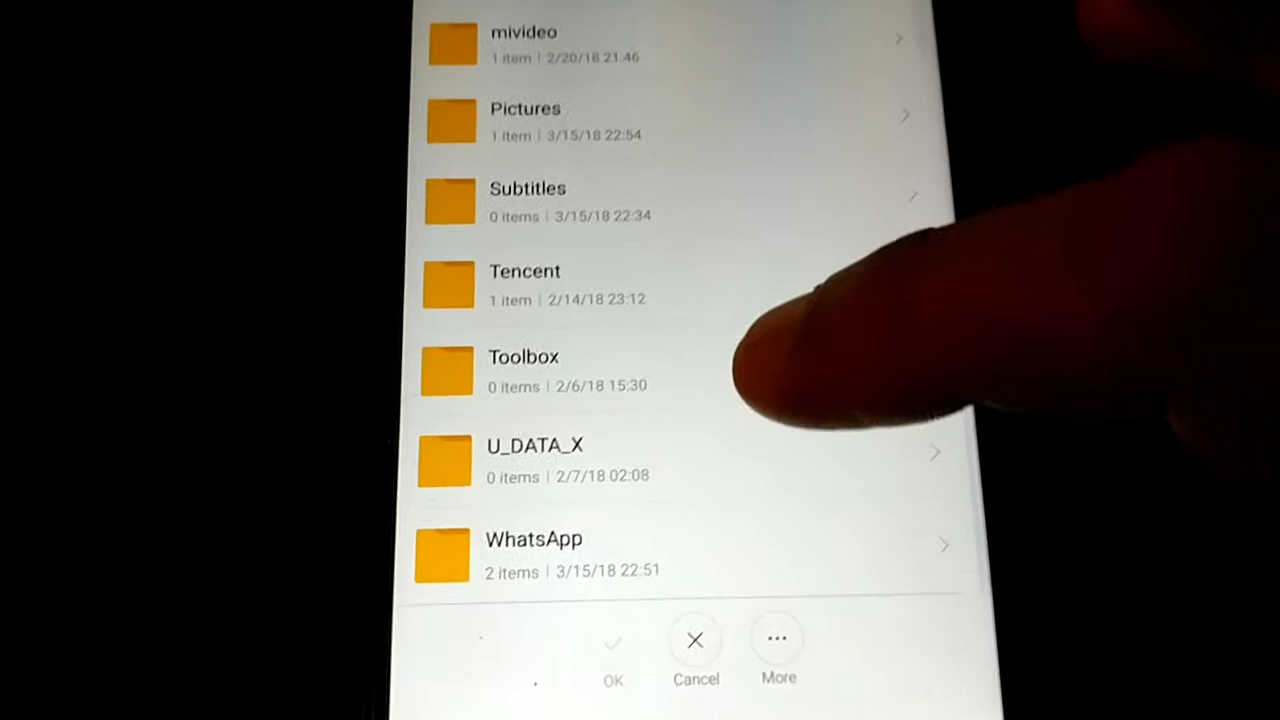 mivideo
1 item | 2/20/18 21:46
Pictures
1 item | 3/15/18 22:54
Subtitles
0 items | 3/15/18 22:34
Tencent
1 item | 2/14/18 23:12
Toolbox
0 items | 2/6/18 15:30
U_DATA_X
0 items | 2/7/18 02:08
WhatsApp
2 items | 3/15/18 22:51
OK Cancel More